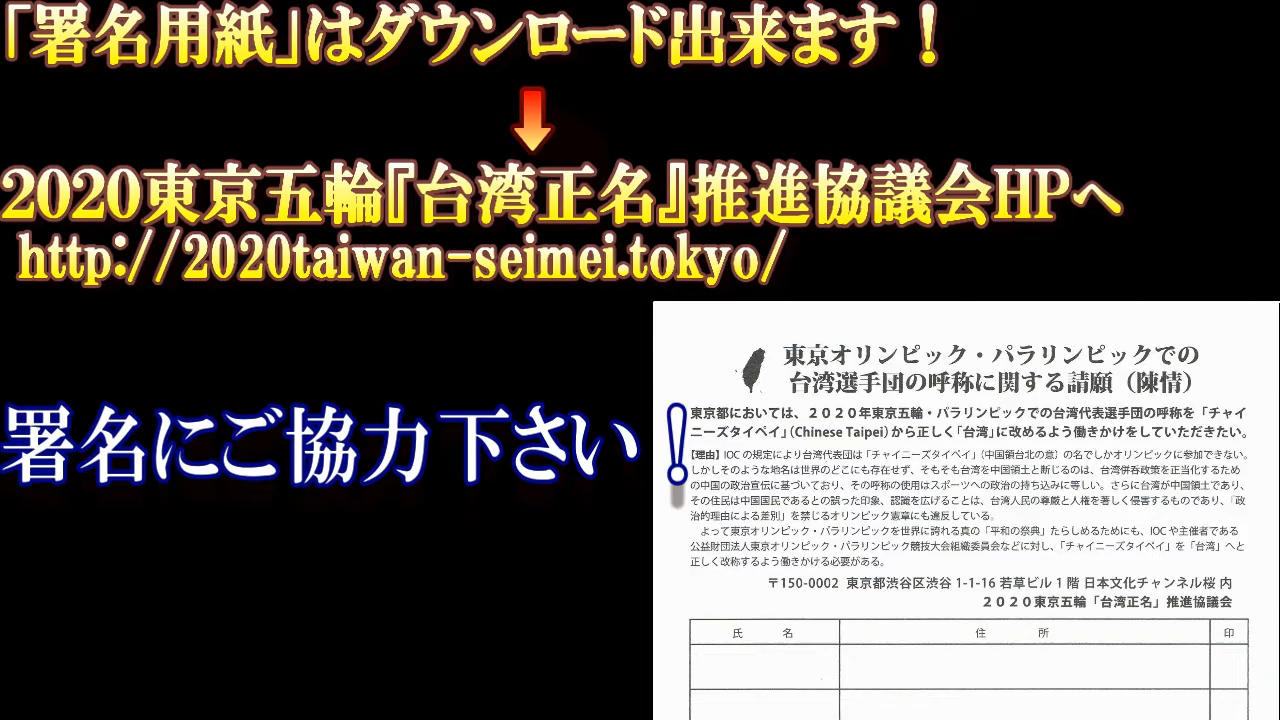 「署名用紙」はダウンロード出来ます！
2020東京五輪『台湾正名』推進協議会HPへ
http://2020taiwan-seimei.tokyo/
署名にご協力下さい！
東京オリンピック・パラリンピックでの
台湾選手団の呼称に関する請願（陳情）
東京都においては、２０２０年東京五輪・パラリンピックでの台湾代表選手団の呼称を「チャイ
ニーズタイペイ」（Chinese Taipei）から正しく「台湾」に改めるよう働きかけをしていただきたい。
【理由】IOCの規定により台湾代表団は「チャイニーズタイペイ」（中国領台北の意）の名でしかオリンピックに参加できない。
しかしそのような地名は世界のどこにも存在せず、そもそも台湾を中国領土と断じるのは、台湾併呑政策を正当化するため
の中国の政治宣伝に基づいており、その呼称の使用はスポーツへの政治の持ち込みに等しい。さらに台湾が中国領土であり、
その住民は中国国民であるとの誤った印象、認識を広げることは、台湾人民の尊厳と人権を著しく侵害するものであり、「政
治的理由による差別」を禁じるオリンピック憲章にも違反している。
よって東京オリンピック・パラリンピックを世界に誇れる真の「平和の祭典」たらしめるためにも、IOCや主催者である
公益財団法人東京オリンピック・パラリンピック競技大会組織委員会などに対し、「チャイニーズタイペイ」を「台湾」へと
正しく改称するよう働きかける必要がある。
〒150-0002 東京都渋谷区渋谷 1-1-16 若草ビル 1 階 日本文化チャンネル桜 内
２０２０東京五輪「台湾正名」推進協議会
氏 名 住 所 印